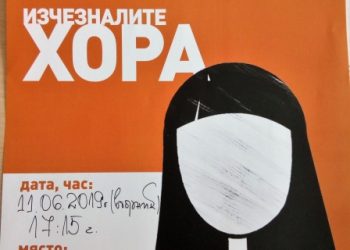 ИЗЧЕЗНАЛИТЕ
ХОРА
дата, час:
11.06.2019г. (вторник)
17:15 г.
място: